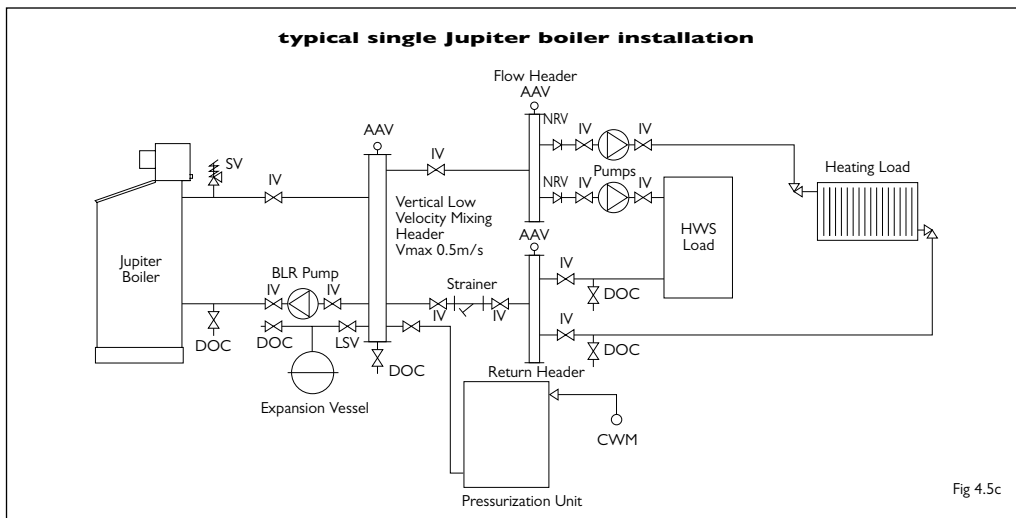 typical single Jupiter boiler installation
Flow Header
AAV
NRV
IV
IV
AAV
IV
SV
IV
Pumps
NRV
IV
IV
Heating Load
Vertical Low
Velocity Mixing
Header
Vmax 0.5m/s
HWS
Load
AAV
Jupiter
Boiler
BLR Pump
IV
IV
Strainer
IV
IV
IV
DOC
IV
DOC
DOC
DOC
LSV
DOC
Expansion Vessel
Return Header
CWM
Pressurization Unit
Fig 4.5c